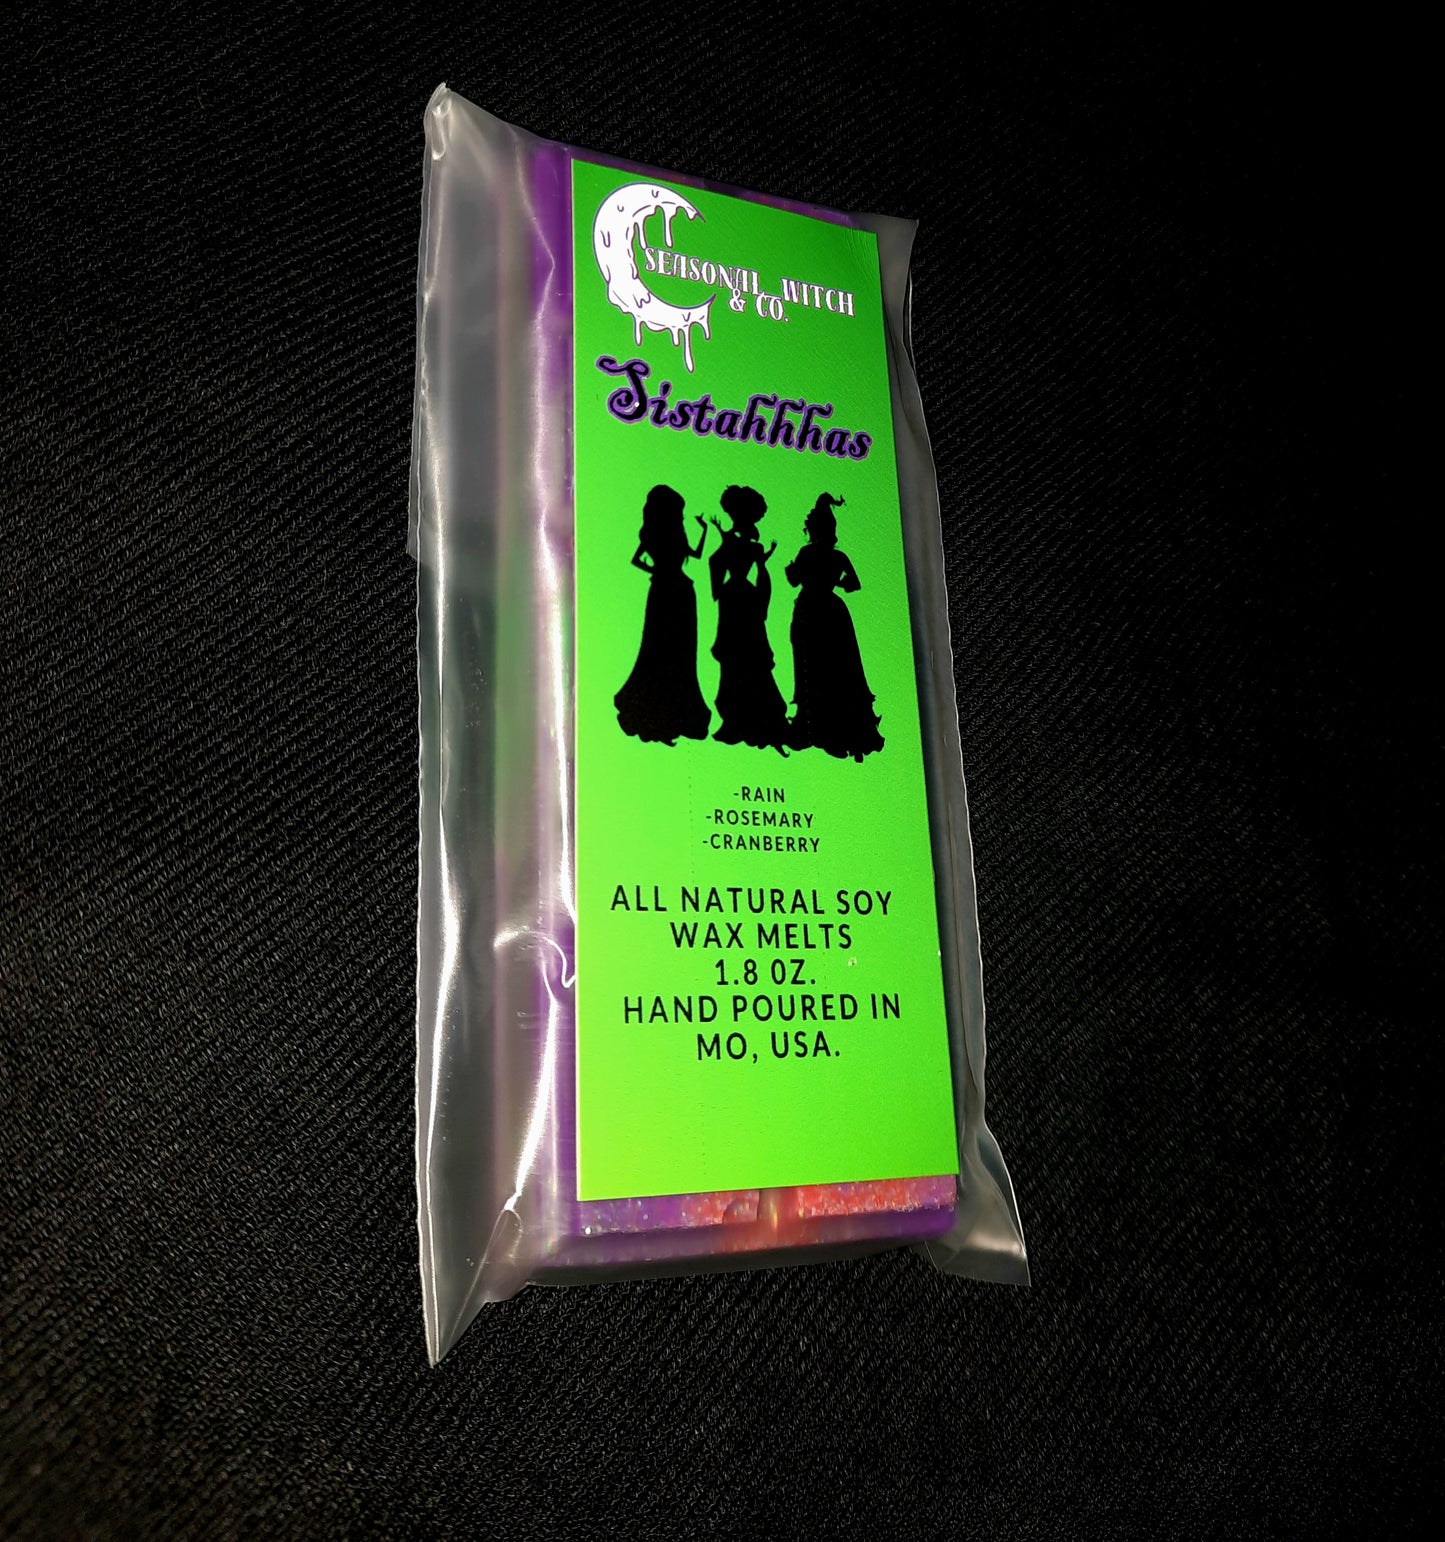 SEASONAL WITCH
& CO.
Sistahhhas
-RAIN
-ROSEMARY
-CRANBERRY
ALL NATURAL SOY
WAX MELTS
1.8 OZ.
HAND POURED IN
MO, USA.